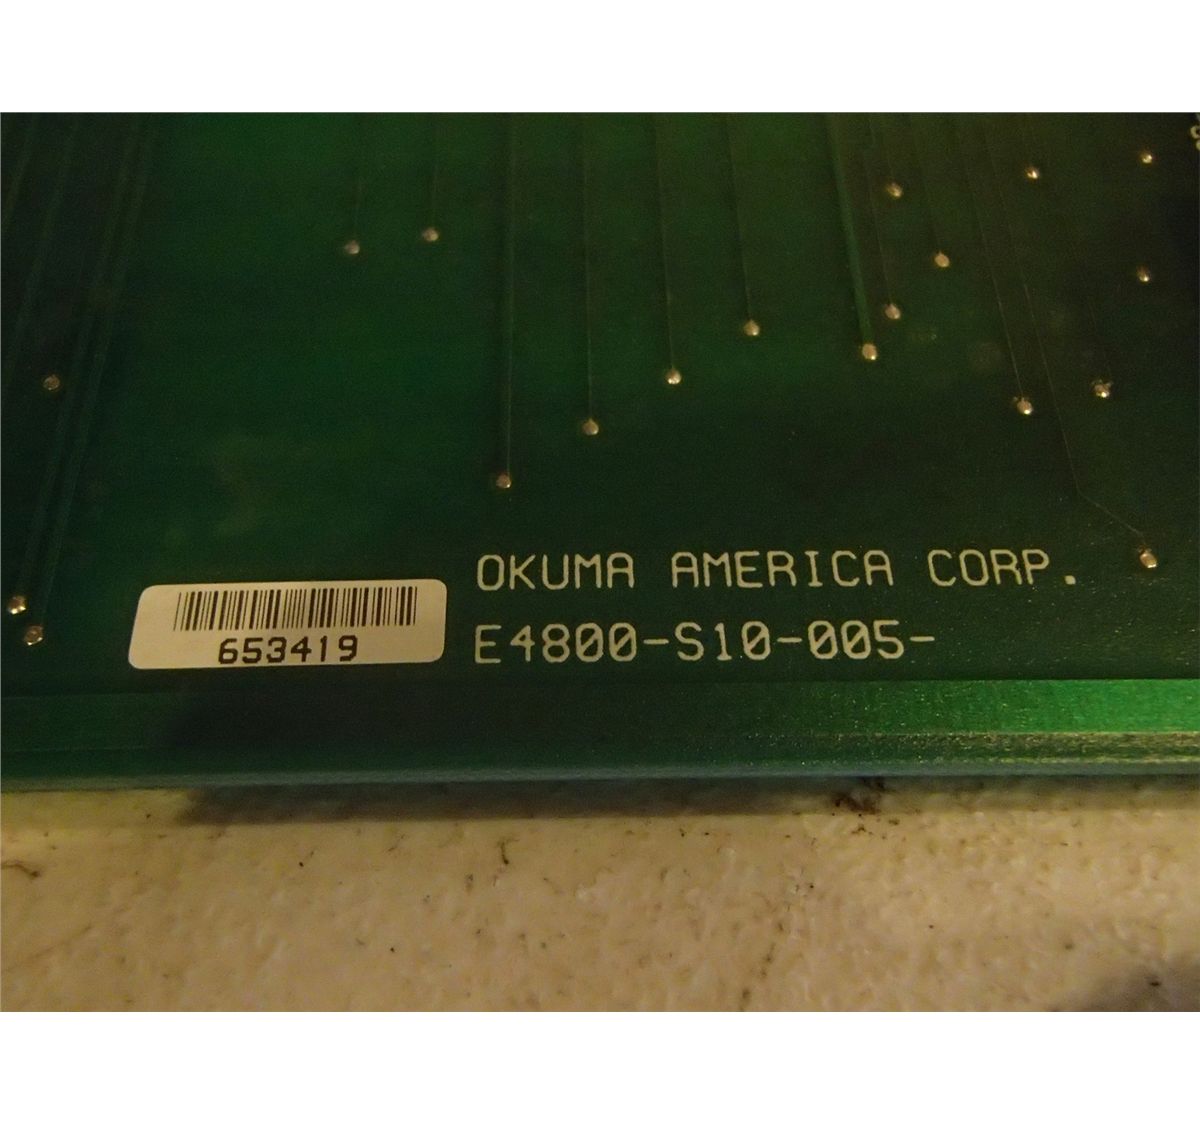 OKUMA AMERICA CORP.
E4800-S10-005-
653419